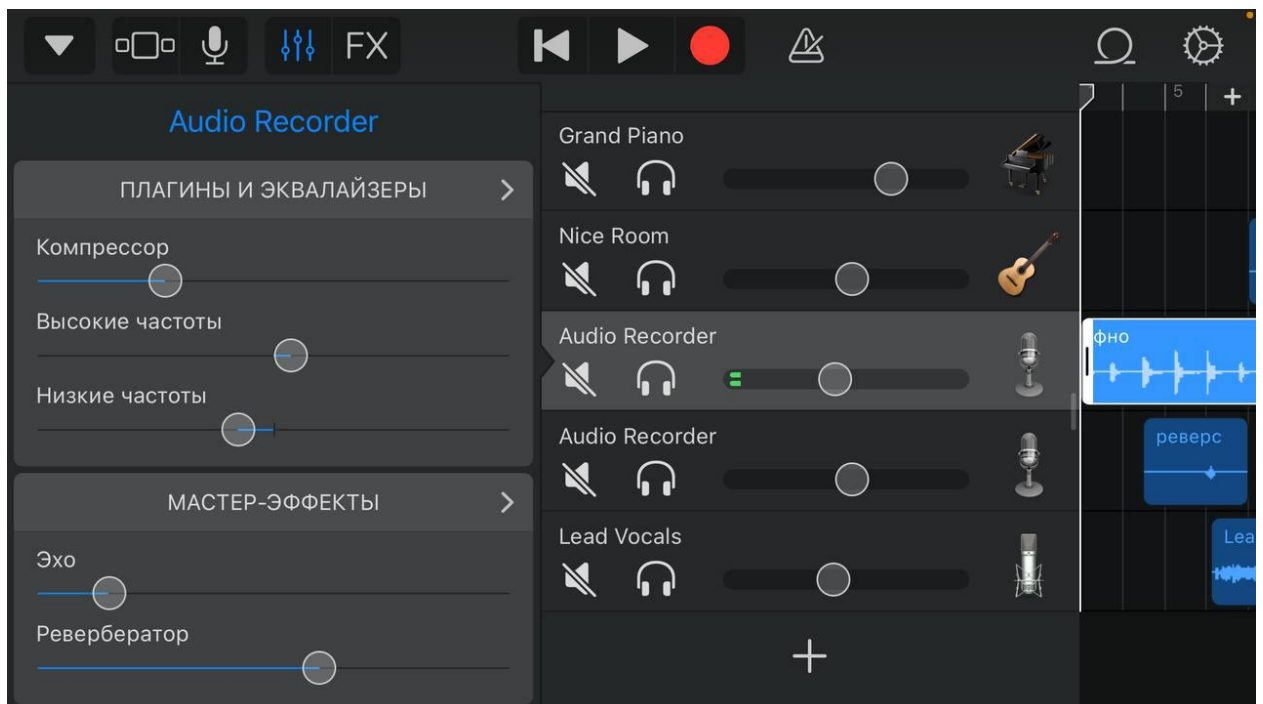 FX
Audio Recorder
ПЛАГИНЫ И ЭКВАЛАЙЗЕРЫ
Компрессор
Высокие частоты
Низкие частоты
МАСТЕР-ЭФФЕКТЫ
Эхо
Ревербератор
Grand Piano
Nice Room
Audio Recorder
Audio Recorder
Lead Vocals
5
фно
реверс
Lea